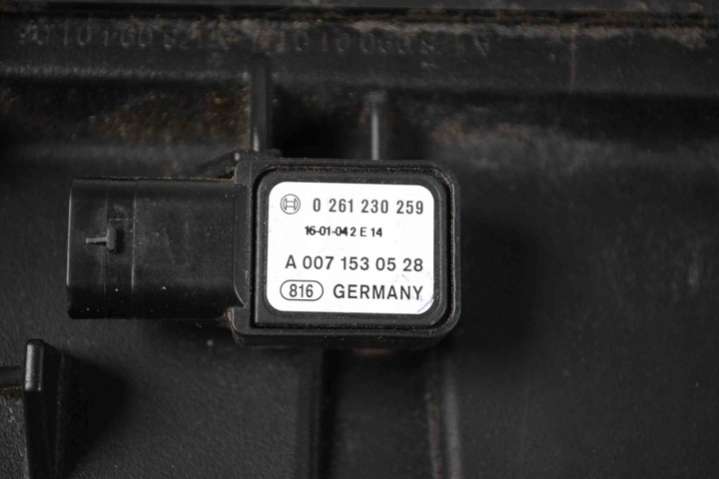 0 261 230 259
16-01-04 2 E 14
A 007 153 05 28
816 GERMANY